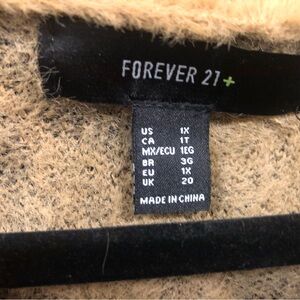 FOREVER 21+
US 1X
CA 1T
MX/ECU 1EG
BR 3G
EU 1X
UK 20
MADE IN CHINA